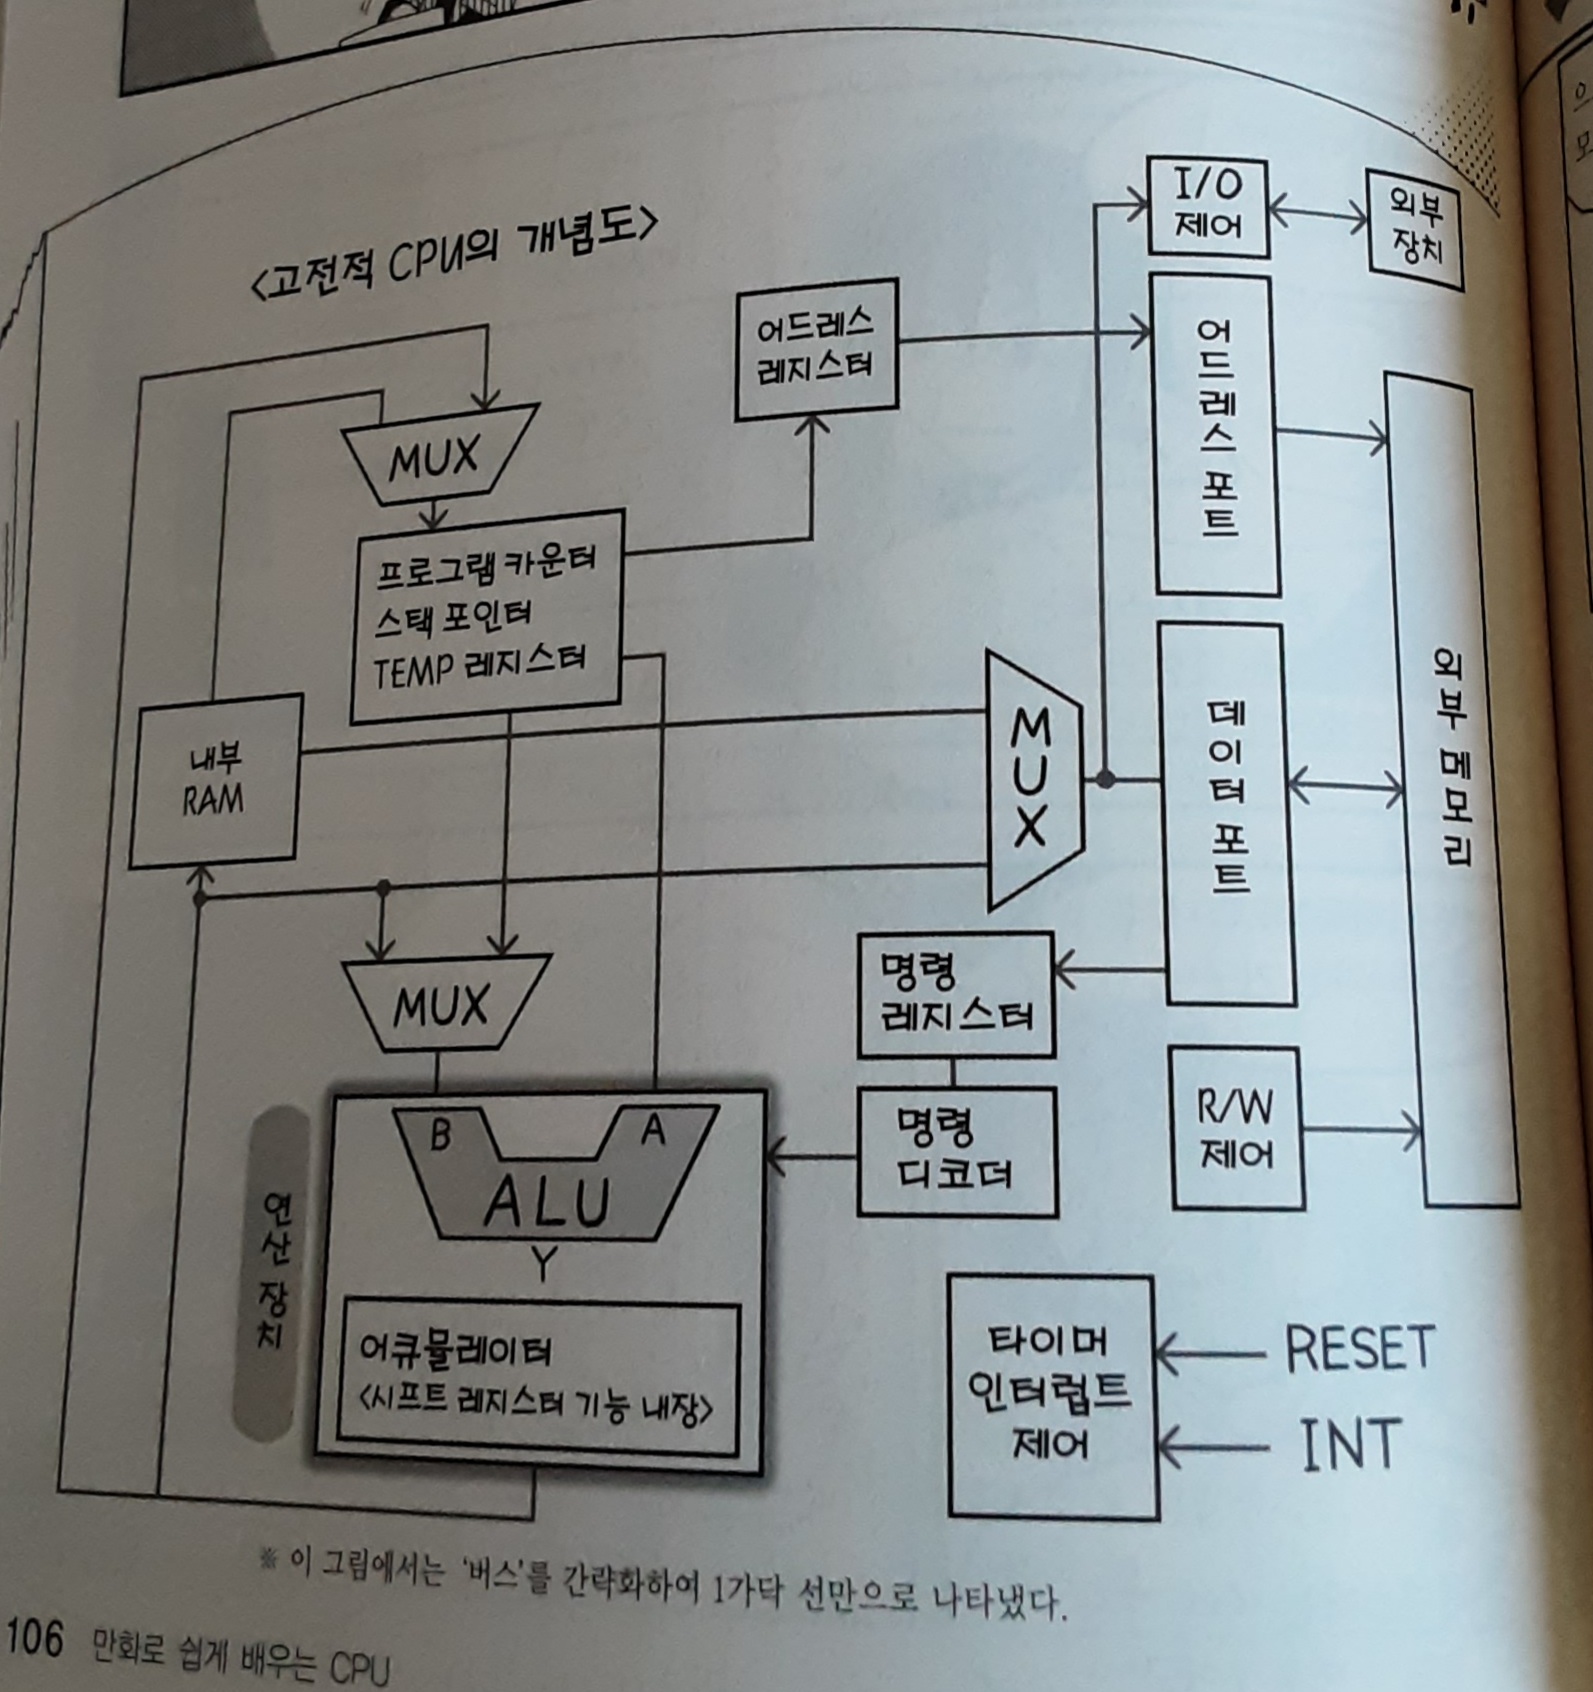 <고전적 CPU의 개념도>
I/O
제어
외부
장치
어드레스
레지스터
어드레스 포트
MUX
프로그램 카운터
스택 포인터
TEMP 레지스터
외부 메모리
내부
RAM
MUX
데이터 포트
MUX
명령
레지스터
명령
디코더
R/W
제어
B
A
ALU
Y
연산 장치
어큐뮬레이터
<시프트 레지스터 기능 내장>
타이머
인터럽트
제어
RESET
INT
※ 이 그림에서는 '버스'를 간략화하여 1가닥 선만으로 나타냈다.
106 만화로 쉽게 배우는 CPU